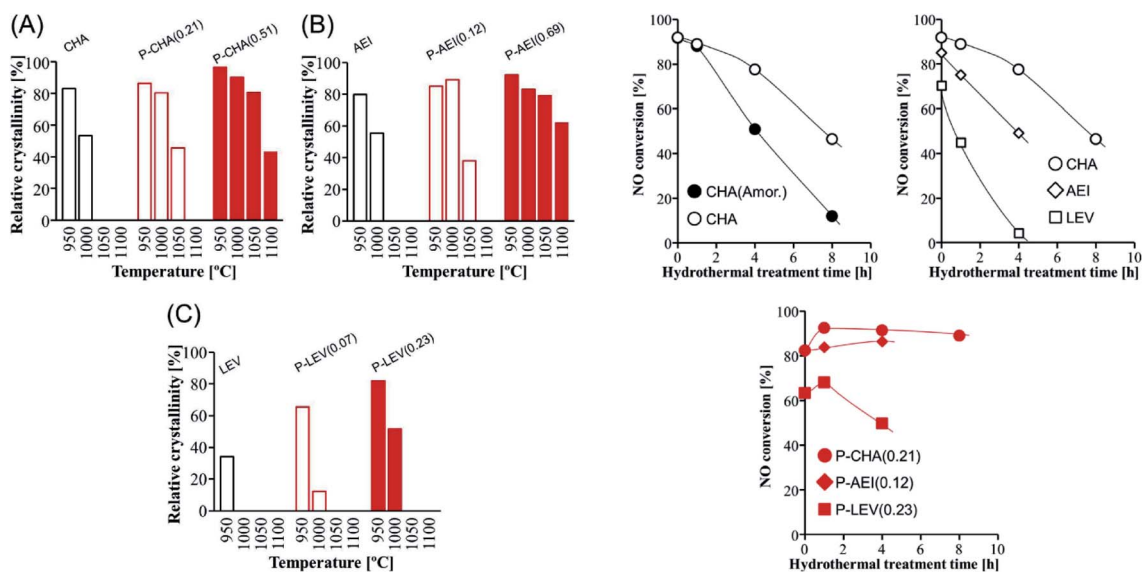 (A)
CHA
P-CHA(0.21)
P-CHA(0.51)
Relative crystallinity [%]
100
80
60
40
20
0
950
1000
1050
1100
950
1000
1050
1100
950
1000
1050
1100
Temperature [ºC]
(B)
AEI
P-AEI(0.12)
P-AEI(0.69)
Relative crystallinity [%]
100
80
60
40
20
0
950
1000
1050
1100
950
1000
1050
1100
950
1000
1050
1100
Temperature [ºC]
NO conversion [%]
100
80
60
40
20
0
CHA(Amor.)
CHA
0 2 4 6 8 10
Hydrothermal treatment time [h]
NO conversion [%]
100
80
60
40
20
0
CHA
AEI
LEV
0 2 4 6 8 10
Hydrothermal treatment time [h]
(C)
LEV
P-LEV(0.07)
P-LEV(0.23)
Relative crystallinity [%]
100
80
60
40
20
0
950
1000
1050
1100
950
1000
1050
1100
950
1000
1050
1100
Temperature [ºC]
NO conversion [%]
100
80
60
40
20
0
P-CHA(0.21)
P-AEI(0.12)
P-LEV(0.23)
0 2 4 6 8 10
Hydrothermal treatment time [h]